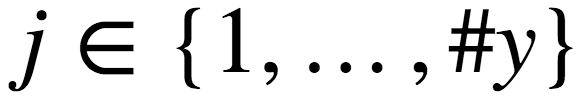 j ∈ {1, ..., #y}